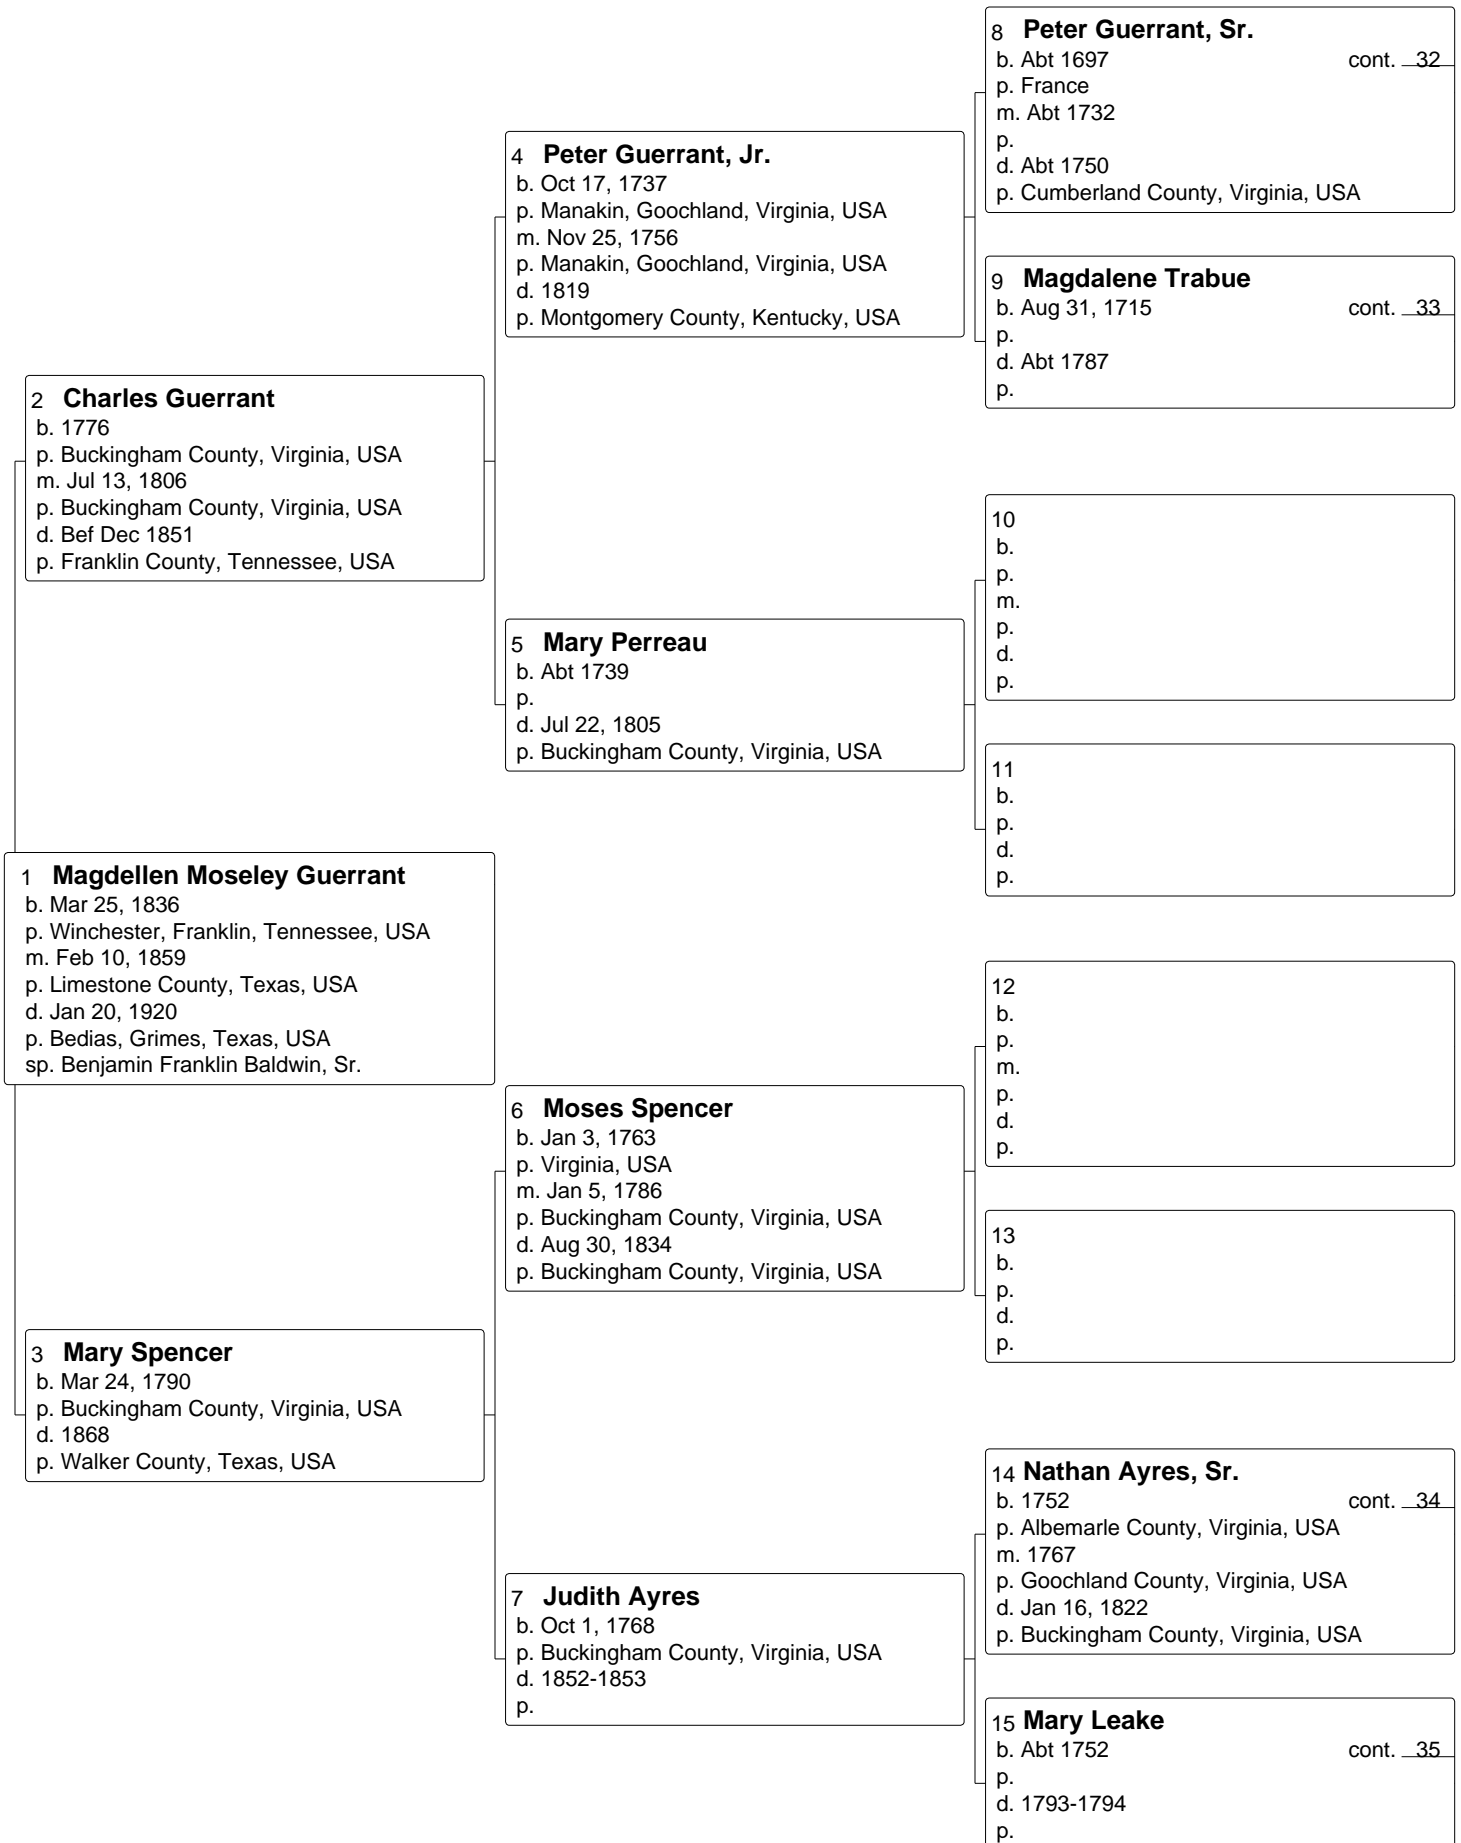 8 Peter Guerrant, Sr.
b. Abt 1697 cont. 32
p. France
m. Abt 1732
p.
d. Abt 1750
p. Cumberland County, Virginia, USA
4 Peter Guerrant, Jr.
b. Oct 17, 1737
p. Manakin, Goochland, Virginia, USA
m. Nov 25, 1756
p. Manakin, Goochland, Virginia, USA
d. 1819
p. Montgomery County, Kentucky, USA
9 Magdalene Trabue
b. Aug 31, 1715 cont. 33
p.
d. Abt 1787
p.
2 Charles Guerrant
b. 1776
p. Buckingham County, Virginia, USA
m. Jul 13, 1806
p. Buckingham County, Virginia, USA
d. Bef Dec 1851
p. Franklin County, Tennessee, USA
10
b.
p.
m.
p.
d.
p.
5 Mary Perreau
b. Abt 1739
p.
d. Jul 22, 1805
p. Buckingham County, Virginia, USA
11
b.
p.
d.
p.
1 Magdellen Moseley Guerrant
b. Mar 25, 1836
p. Winchester, Franklin, Tennessee, USA
m. Feb 10, 1859
p. Limestone County, Texas, USA
d. Jan 20, 1920
p. Bedias, Grimes, Texas, USA
sp. Benjamin Franklin Baldwin, Sr.
12
b.
p.
m.
p.
d.
p.
6 Moses Spencer
b. Jan 3, 1763
p. Virginia, USA
m. Jan 5, 1786
p. Buckingham County, Virginia, USA
d. Aug 30, 1834
p. Buckingham County, Virginia, USA
13
b.
p.
d.
p.
3 Mary Spencer
b. Mar 24, 1790
p. Buckingham County, Virginia, USA
d. 1868
p. Walker County, Texas, USA
14 Nathan Ayres, Sr.
b. 1752 cont. 34
p. Albemarle County, Virginia, USA
m. 1767
p. Goochland County, Virginia, USA
d. Jan 16, 1822
p. Buckingham County, Virginia, USA
7 Judith Ayres
b. Oct 1, 1768
p. Buckingham County, Virginia, USA
d. 1852-1853
p.
15 Mary Leake
b. Abt 1752 cont. 35
p.
d. 1793-1794
p.